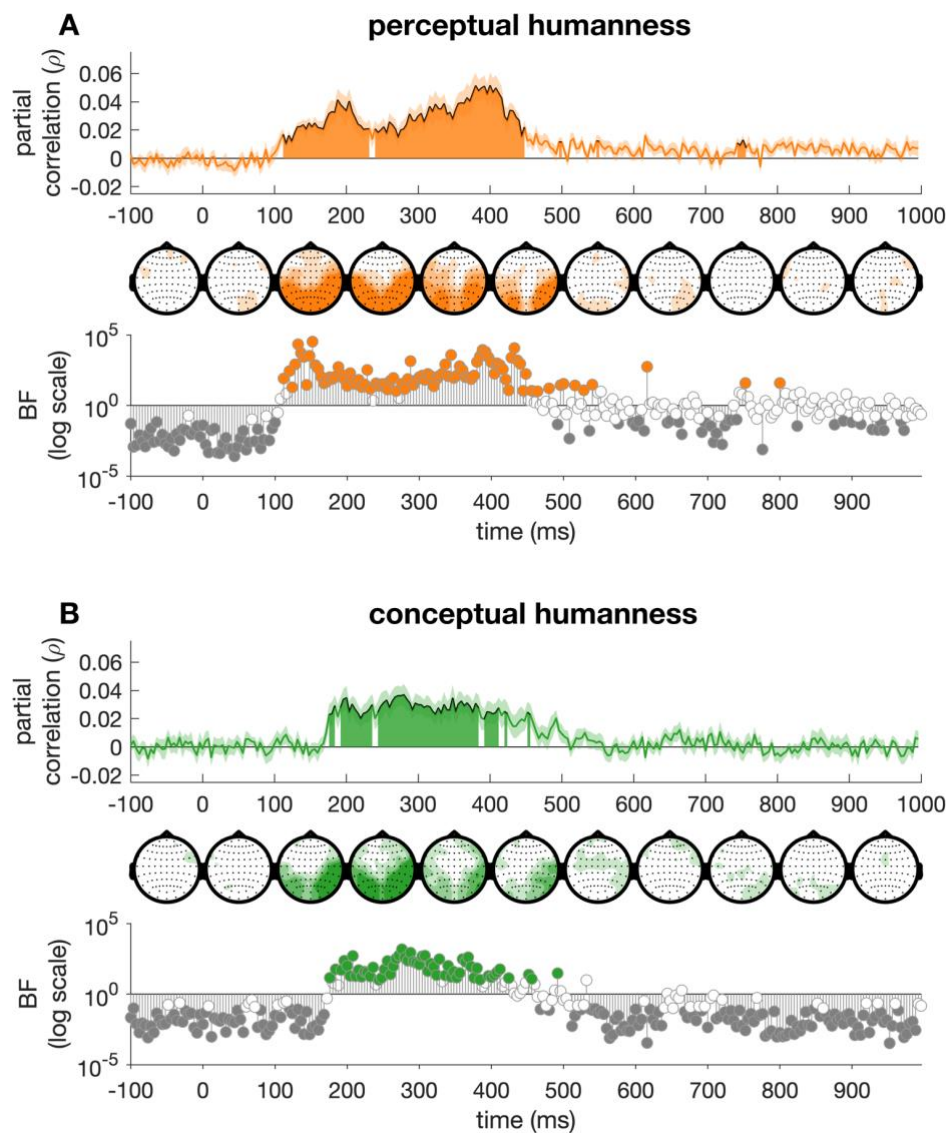 A
perceptual humanness
partial
correlation (ρ)
0.06
0.04
0.02
0
-0.02
-100 0 100 200 300 400 500 600 700 800 900 1000
BF
(log scale)
10^5
10^0
10^-5
-100 0 100 200 300 400 500 600 700 800 900
time (ms)
B
conceptual humanness
partial
correlation (ρ)
0.06
0.04
0.02
0
-0.02
-100 0 100 200 300 400 500 600 700 800 900 1000
BF
(log scale)
10^5
10^0
10^-5
-100 0 100 200 300 400 500 600 700 800 900
time (ms)